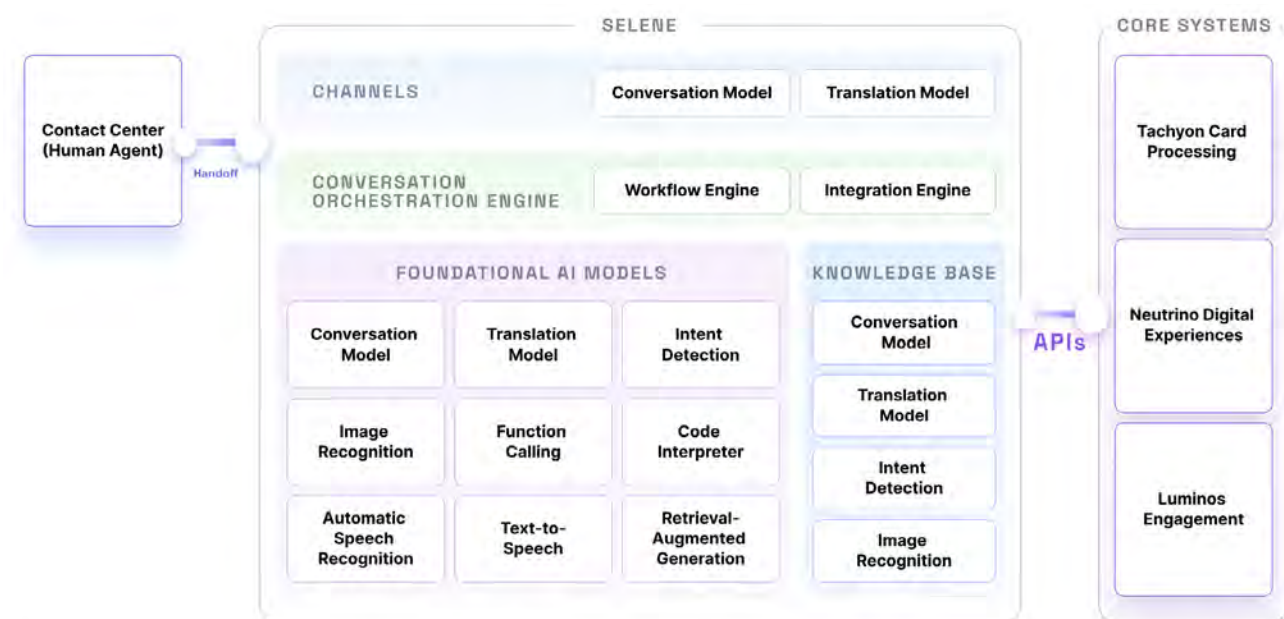 SELENE
CORE SYSTEMS
Contact Center
(Human Agent)
Handoff
CHANNELS
Conversation Model
Translation Model
CONVERSATION
ORCHESTRATION ENGINE
Workflow Engine
Integration Engine
FOUNDATIONAL AI MODELS
Conversation
Model
Translation
Model
Intent
Detection
Image
Recognition
Function
Calling
Code
Interpreter
Automatic
Speech
Recognition
Text-to-
Speech
Retrieval-
Augmented
Generation
KNOWLEDGE BASE
Conversation
Model
Translation
Model
Intent
Detection
Image
Recognition
APIs
Tachyon Card
Processing
Neutrino Digital
Experiences
Luminos
Engagement